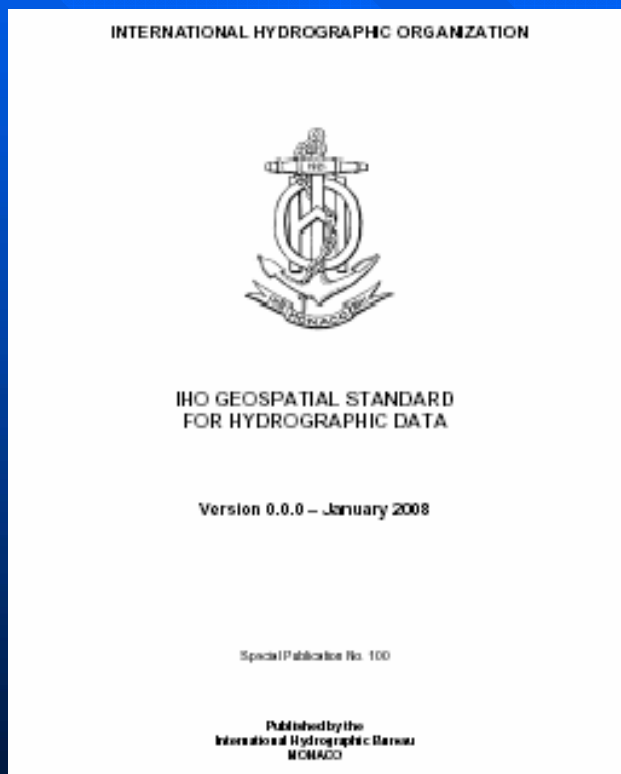 INTERNATIONAL HYDROGRAPHIC ORGANIZATION
MONACO
IHO GEOSPATIAL STANDARD
FOR HYDROGRAPHIC DATA
Version 0.0.0 – January 2008
Special Publication No. 100
Published by the
International Hydrographic Bureau
MONACO